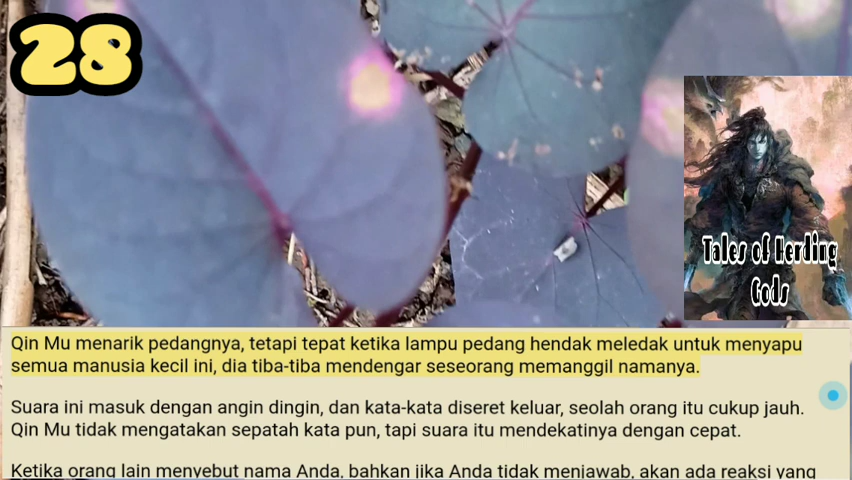 28
Tales of Herding
Gods
Qin Mu menarik pedangnya, tetapi tepat ketika lampu pedang hendak meledak untuk menyapu
semua manusia kecil ini, dia tiba-tiba mendengar seseorang memanggil namanya.
Suara ini masuk dengan angin dingin, dan kata-kata diseret keluar, seolah orang itu cukup jauh.
Qin Mu tidak mengatakan sepatah kata pun, tapi suara itu mendekatinya dengan cepat.
Ketika orang lain menyebut nama Anda, bahkan jika Anda tidak menjawab, akan ada reaksi yang